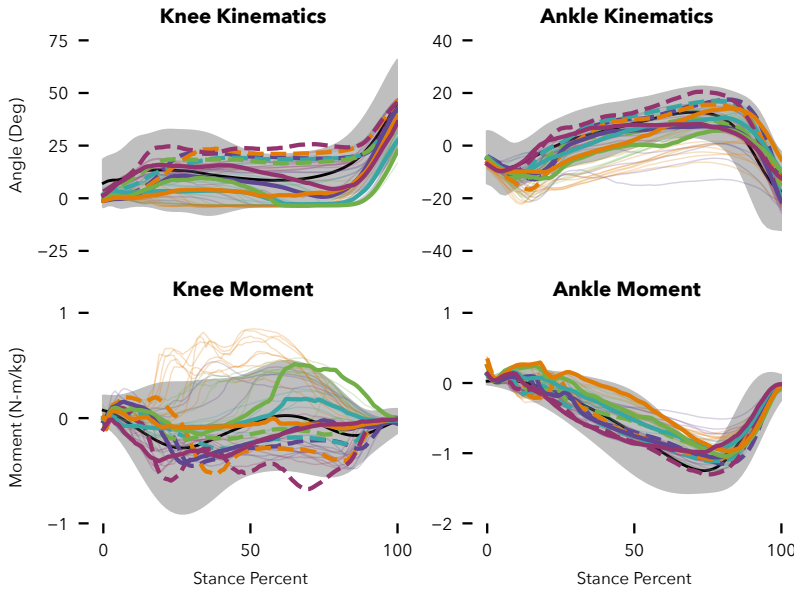 Knee Kinematics
Ankle Kinematics
75
50
25
0
−25
Angle (Deg)
40
20
0
−20
−40
Knee Moment
Ankle Moment
1
0
−1
Moment (N-m/kg)
1
0
−1
−2
0
50
100
0
50
100
Stance Percent
Stance Percent